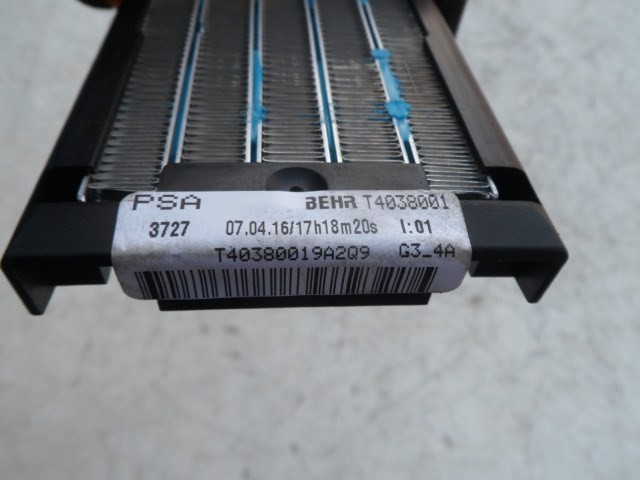 PSA BEHR T4038001
3727 07.04.16/17h18m20s I:01
T40380019A2Q9 G3_4A